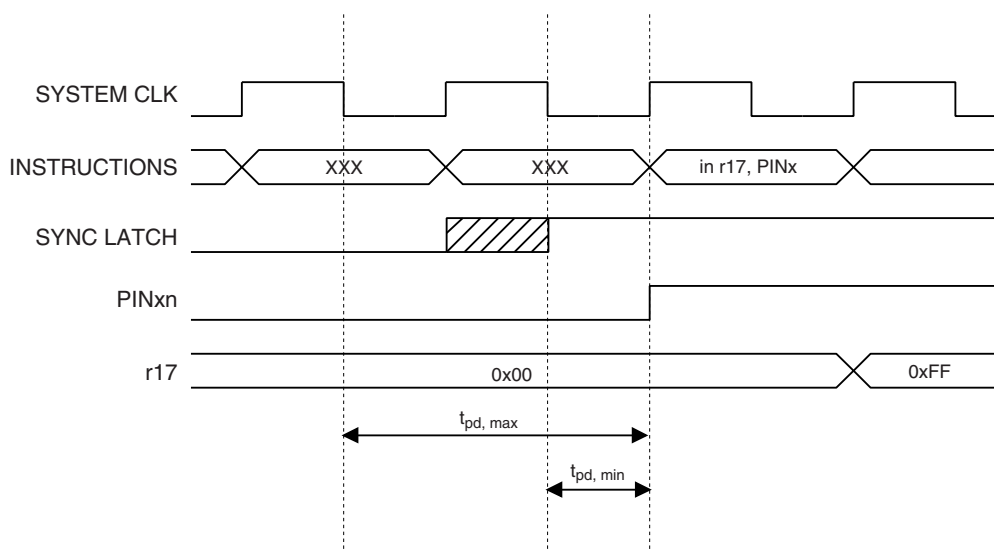 SYSTEM CLK
INSTRUCTIONS XXX XXX in r17, PINx
SYNC LATCH
PINxn
r17 0x00 0xFF
tpd, max
tpd, min